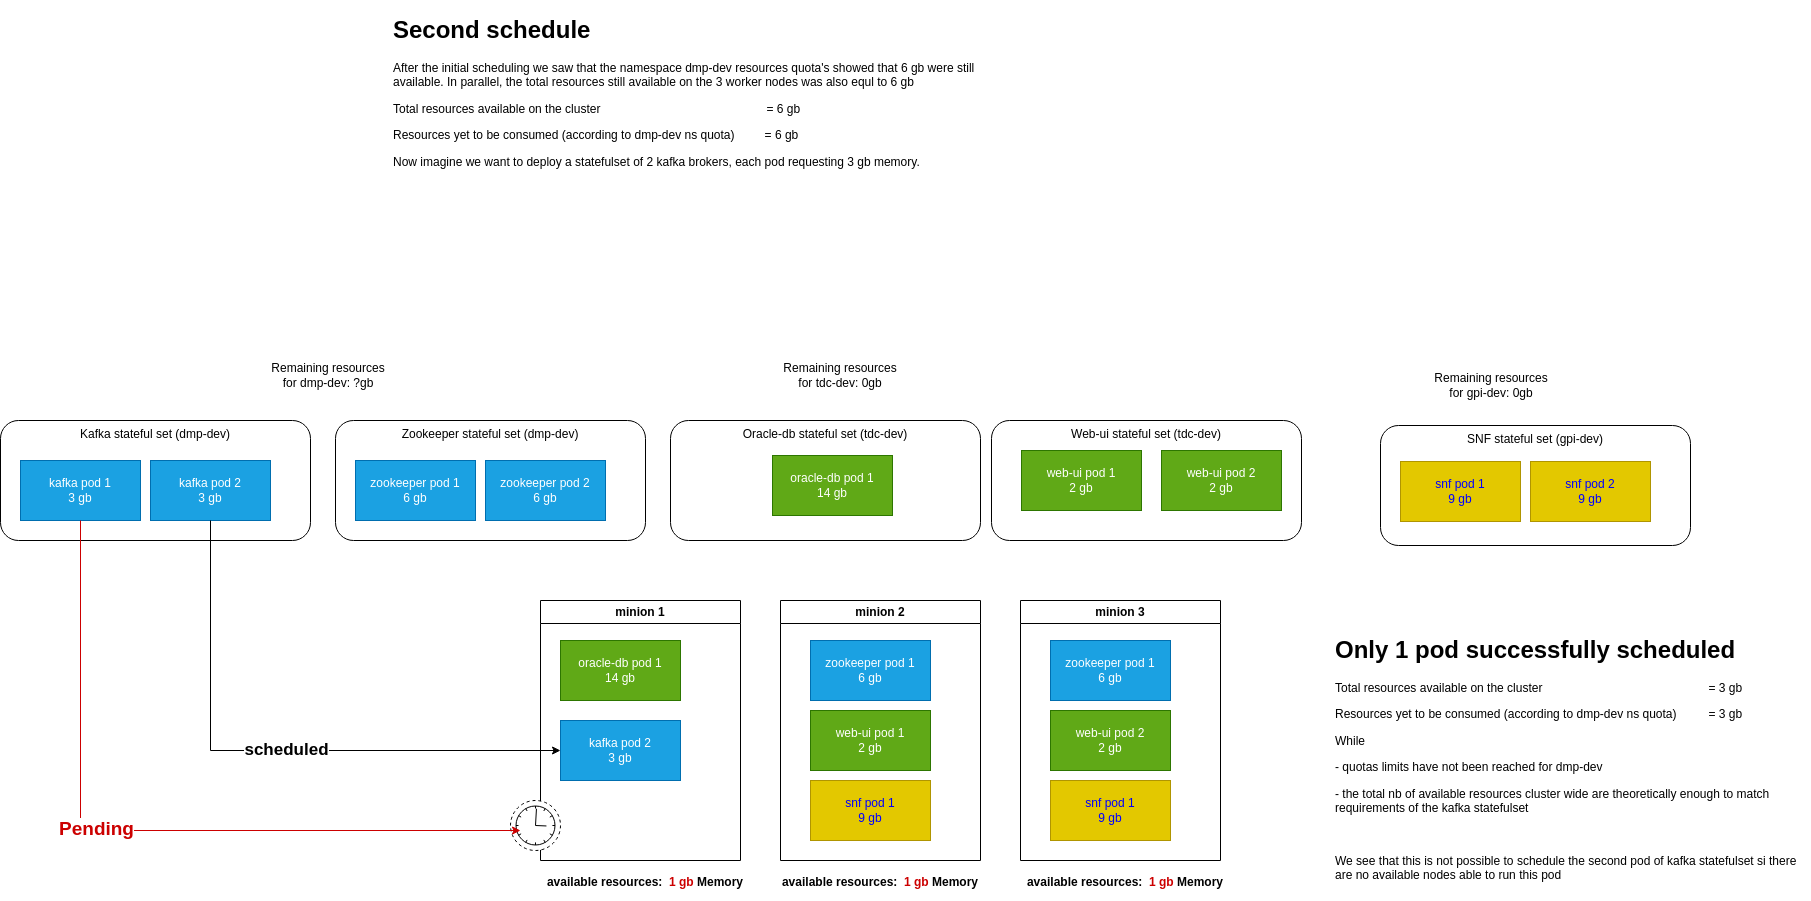 Second schedule
After the initial scheduling we saw that the namespace dmp-dev resources quota's showed that 6 gb were still
available. In parallel, the total resources still available on the 3 worker nodes was also equl to 6 gb
Total resources available on the cluster = 6 gb
Resources yet to be consumed (according to dmp-dev ns quota) = 6 gb
Now imagine we want to deploy a statefulset of 2 kafka brokers, each pod requesting 3 gb memory.
Remaining resources
for dmp-dev: ?gb
Remaining resources
for tdc-dev: 0gb
Remaining resources
for gpi-dev: 0gb
Kafka stateful set (dmp-dev)
kafka pod 1
3 gb
kafka pod 2
3 gb
Zookeeper stateful set (dmp-dev)
zookeeper pod 1
6 gb
zookeeper pod 2
6 gb
Oracle-db stateful set (tdc-dev)
oracle-db pod 1
14 gb
Web-ui stateful set (tdc-dev)
web-ui pod 1
2 gb
web-ui pod 2
2 gb
SNF stateful set (gpi-dev)
snf pod 1
9 gb
snf pod 2
9 gb
scheduled
Pending
minion 1
oracle-db pod 1
14 gb
kafka pod 2
3 gb
available resources: 1 gb Memory
minion 2
zookeeper pod 1
6 gb
web-ui pod 1
2 gb
snf pod 1
9 gb
available resources: 1 gb Memory
minion 3
zookeeper pod 1
6 gb
web-ui pod 2
2 gb
snf pod 1
9 gb
available resources: 1 gb Memory
Only 1 pod successfully scheduled
Total resources available on the cluster = 3 gb
Resources yet to be consumed (according to dmp-dev ns quota) = 3 gb
While
- quotas limits have not been reached for dmp-dev
- the total nb of available resources cluster wide are theoretically enough to match
requirements of the kafka statefulset
We see that this is not possible to schedule the second pod of kafka statefulset si there
are no available nodes able to run this pod